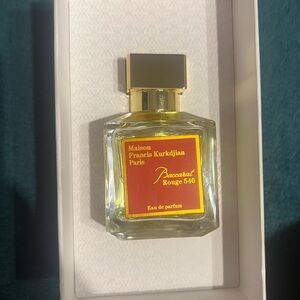 Maison
Francis Kurkdjian
Paris
Baccarat
Rouge 540
Eau de parfum